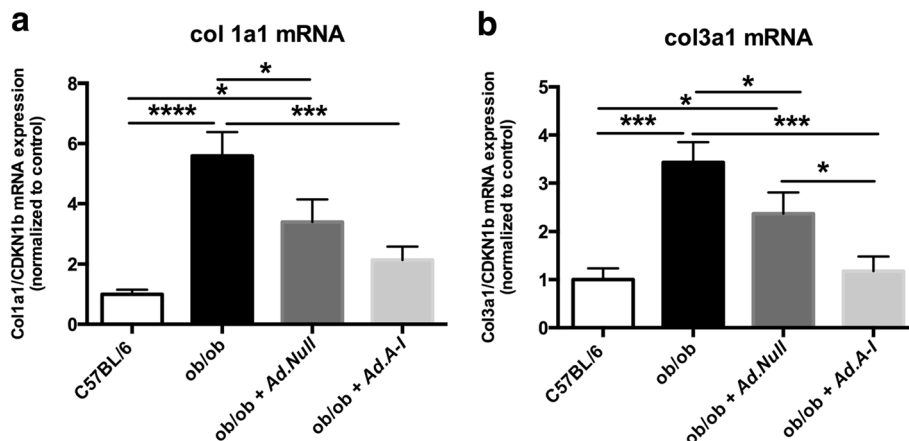 a
col 1a1 mRNA
Col1a1/CDKN1b mRNA expression
(normalized to control)
8
6
4
2
0
*
*
****
***
C57BL/6
ob/ob
ob/ob + Ad.Null
ob/ob + Ad.A-I
b
col3a1 mRNA
Col3a1/CDKN1b mRNA expression
(normalized to control)
5
4
3
2
1
0
*
*
***
***
*
C57BL/6
ob/ob
ob/ob + Ad.Null
ob/ob + Ad.A-I